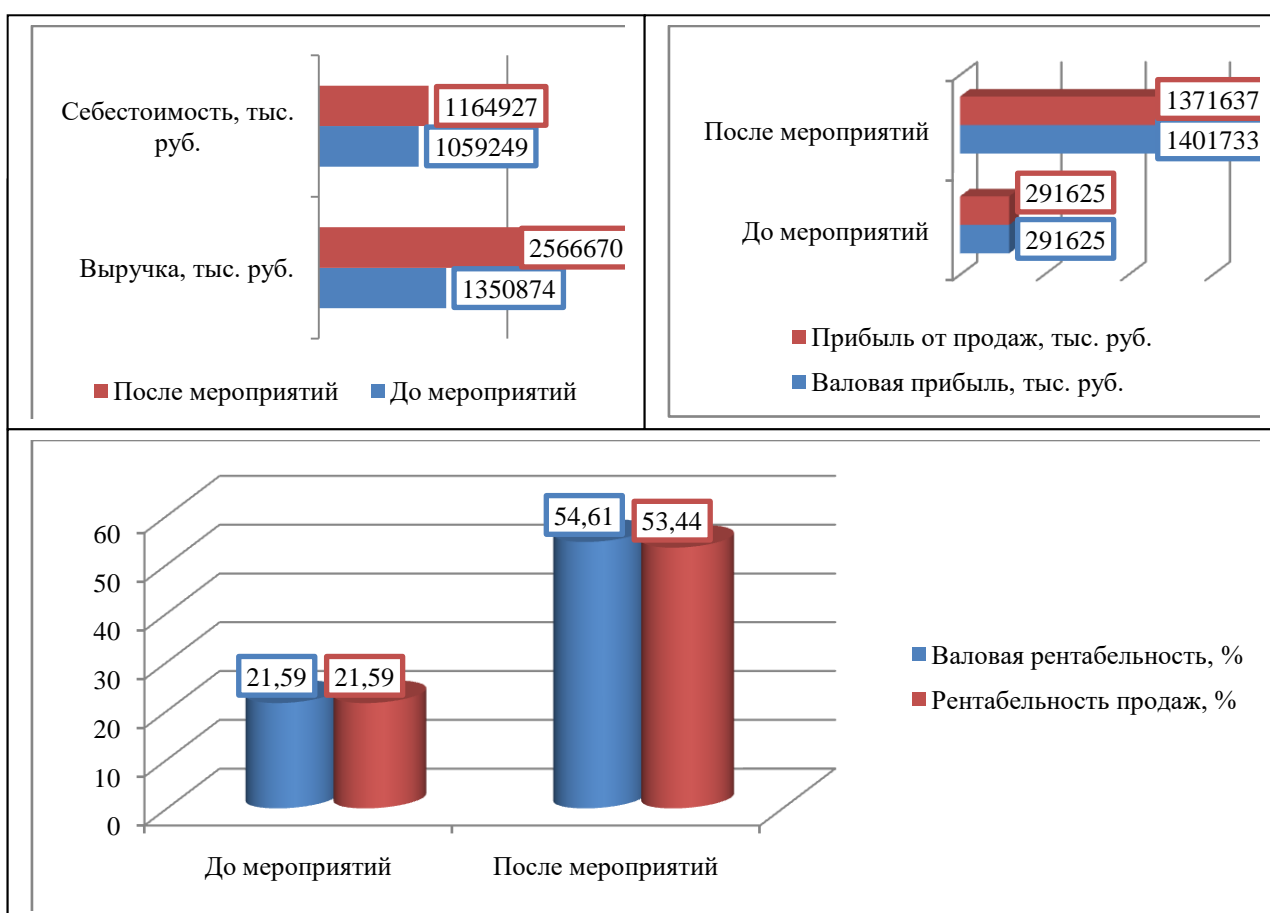 Себестоимость, тыс.
руб.
1164927
1059249
Выручка, тыс. руб.
2566670
1350874
После мероприятий
До мероприятий
После мероприятий
1371637
1401733
До мероприятий
291625
291625
Прибыль от продаж, тыс. руб.
Валовая прибыль, тыс. руб.
60
50
40
30
20
10
0
21,59
21,59
54,61
53,44
До мероприятий
После мероприятий
Валовая рентабельность, %
Рентабельность продаж, %